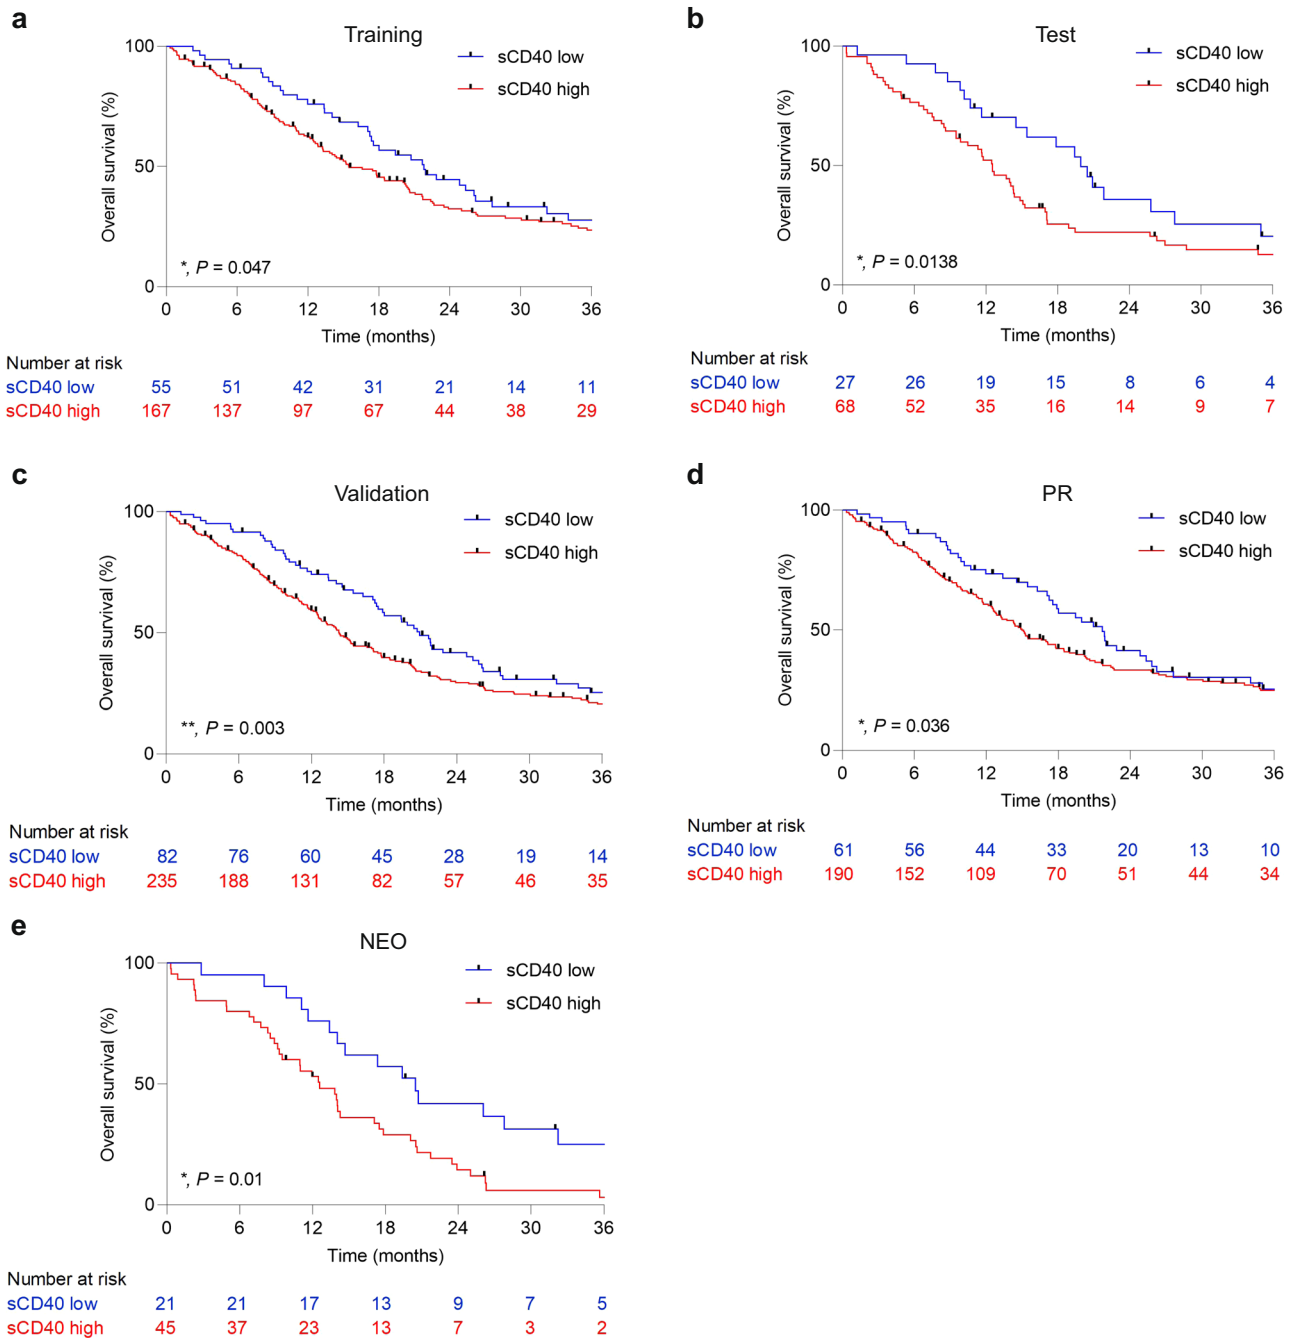 a
Training
sCD40 low
sCD40 high
Overall survival (%)
100
50
0
*, P = 0.047
0 6 12 18 24 30 36
Time (months)
Number at risk
sCD40 low 55 51 42 31 21 14 11
sCD40 high 167 137 97 67 44 38 29
b
Test
sCD40 low
sCD40 high
Overall survival (%)
100
50
0
*, P = 0.0138
0 6 12 18 24 30 36
Time (months)
Number at risk
sCD40 low 27 26 19 15 8 6 4
sCD40 high 68 52 35 16 14 9 7
c
Validation
sCD40 low
sCD40 high
Overall survival (%)
100
50
0
**, P = 0.003
0 6 12 18 24 30 36
Time (months)
Number at risk
sCD40 low 82 76 60 45 28 19 14
sCD40 high 235 188 131 82 57 46 35
d
PR
sCD40 low
sCD40 high
Overall survival (%)
100
50
0
*, P = 0.036
0 6 12 18 24 30 36
Time (months)
Number at risk
sCD40 low 61 56 44 33 20 13 10
sCD40 high 190 152 109 70 51 44 34
e
NEO
sCD40 low
sCD40 high
Overall survival (%)
100
50
0
*, P = 0.01
0 6 12 18 24 30 36
Time (months)
Number at risk
sCD40 low 21 21 17 13 9 7 5
sCD40 high 45 37 23 13 7 3 2